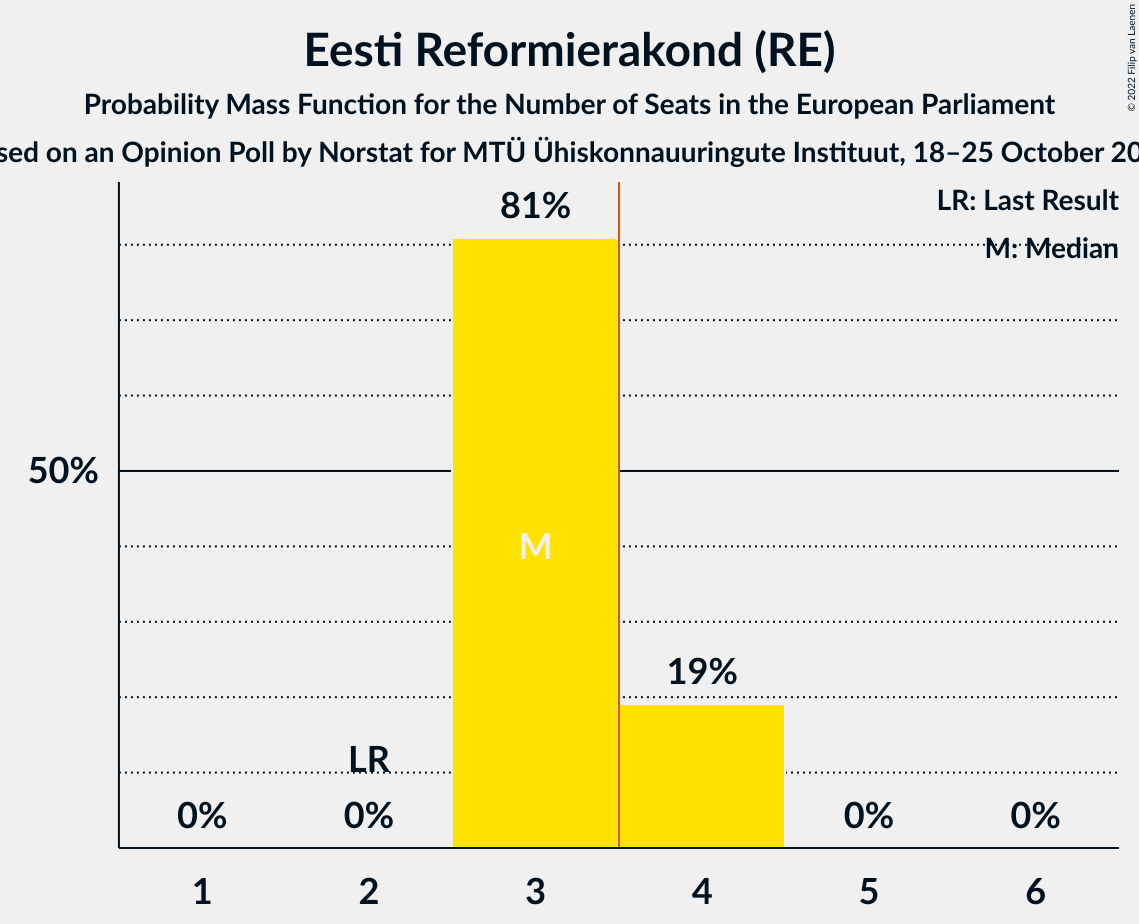 Eesti Reformierakond (RE)
Probability Mass Function for the Number of Seats in the European Parliament
sed on an Opinion Poll by Norstat for MTÜ Ühiskonnauuringute Instituut, 18–25 October 20
© 2022 Filip van Laenen
LR: Last Result
M: Median
81%
50%
M
19%
LR
0%
0%
0%
0%
1
2
3
4
5
6